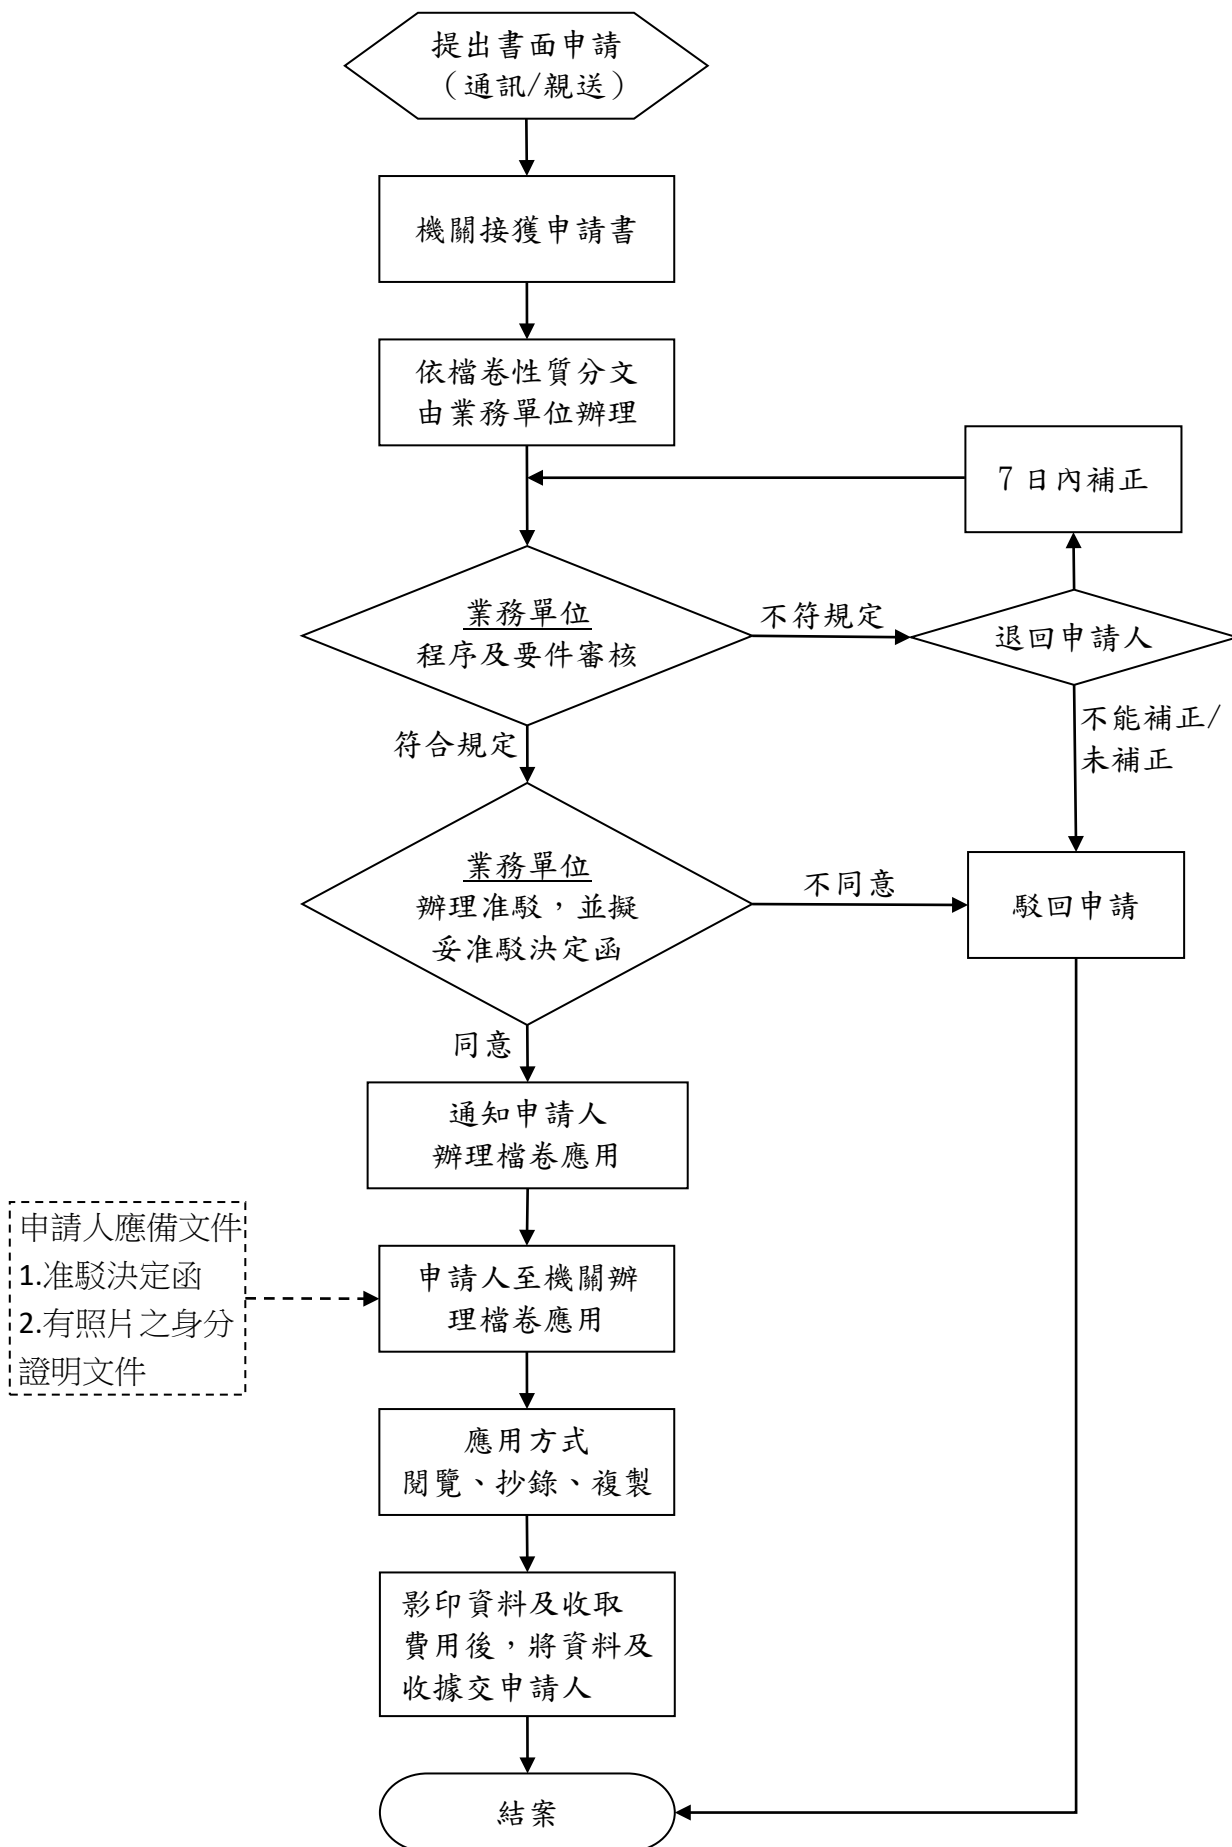 提出書面申請
（通訊/親送）
機關接獲申請書
依檔卷性質分文
由業務單位辦理
7日內補正
業務單位
程序及要件審核
不符規定
退回申請人
符合規定
不能補正/
未補正
業務單位
辦理准駁，並擬
妥准駁決定函
不同意
駁回申請
同意
通知申請人
辦理檔卷應用
申請人應備文件
1.准駁決定函
2.有照片之身分
證明文件
申請人至機關辦
理檔卷應用
應用方式
閱覽、抄錄、複製
影印資料及收取
費用後，將資料及
收據交申請人
結案